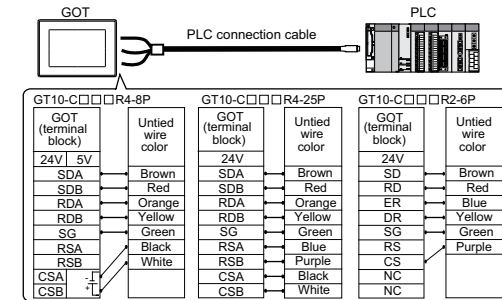 GOT
PLC
PLC connection cable
GT10-C□□□R4-8P
GOT
(terminal
block)
Untied
wire
color
24V 5V
SDA Brown
SDB Red
RDA Orange
RDB Yellow
SG Green
RSA Black
RSB White
CSA -
CSB +
GT10-C□□□R4-25P
GOT
(terminal
block)
Untied
wire
color
24V
SDA Brown
SDB Red
RDA Orange
RDB Yellow
SG Green
RSA Blue
RSB Purple
CSA Black
CSB White
GT10-C□□□R2-6P
GOT
(terminal
block)
Untied
wire
color
24V
SD Brown
RD Red
ER Blue
DR Yellow
SG Green
RS Purple
CS
NC
NC